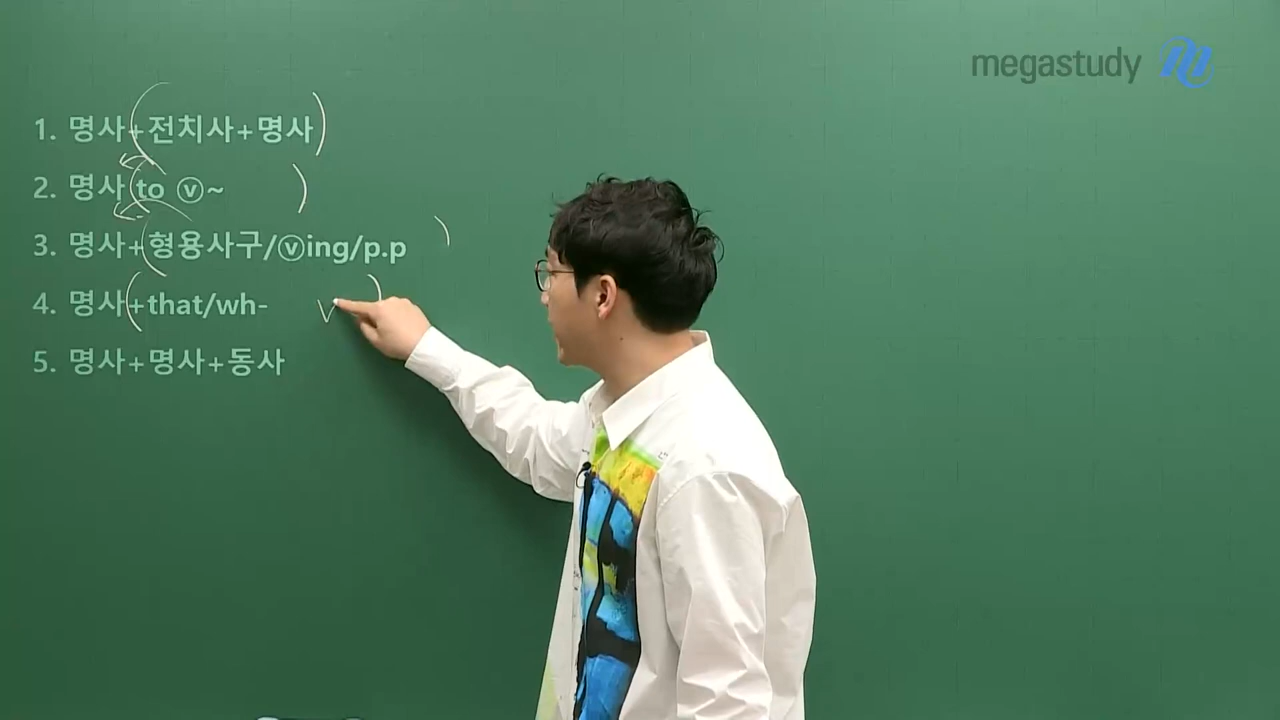 megastudy
1. 명사+(전치사+명사)
2. 명사(to ⓥ~ )
3. 명사+(형용사구/ⓥing/p.p )
4. 명사(+that/wh- v )
5. 명사+명사+동사